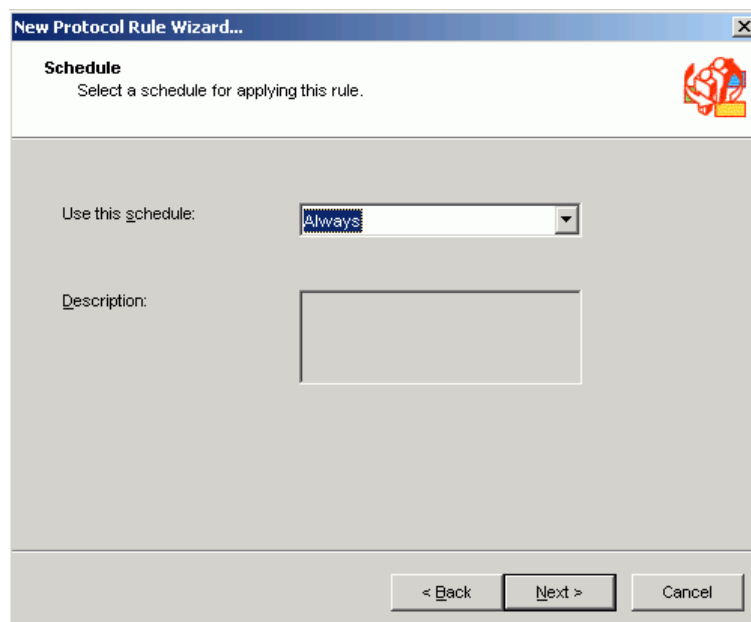 New Protocol Rule Wizard...
Schedule
Select a schedule for applying this rule.
Use this schedule:
Always
Description:
< Back
Next >
Cancel